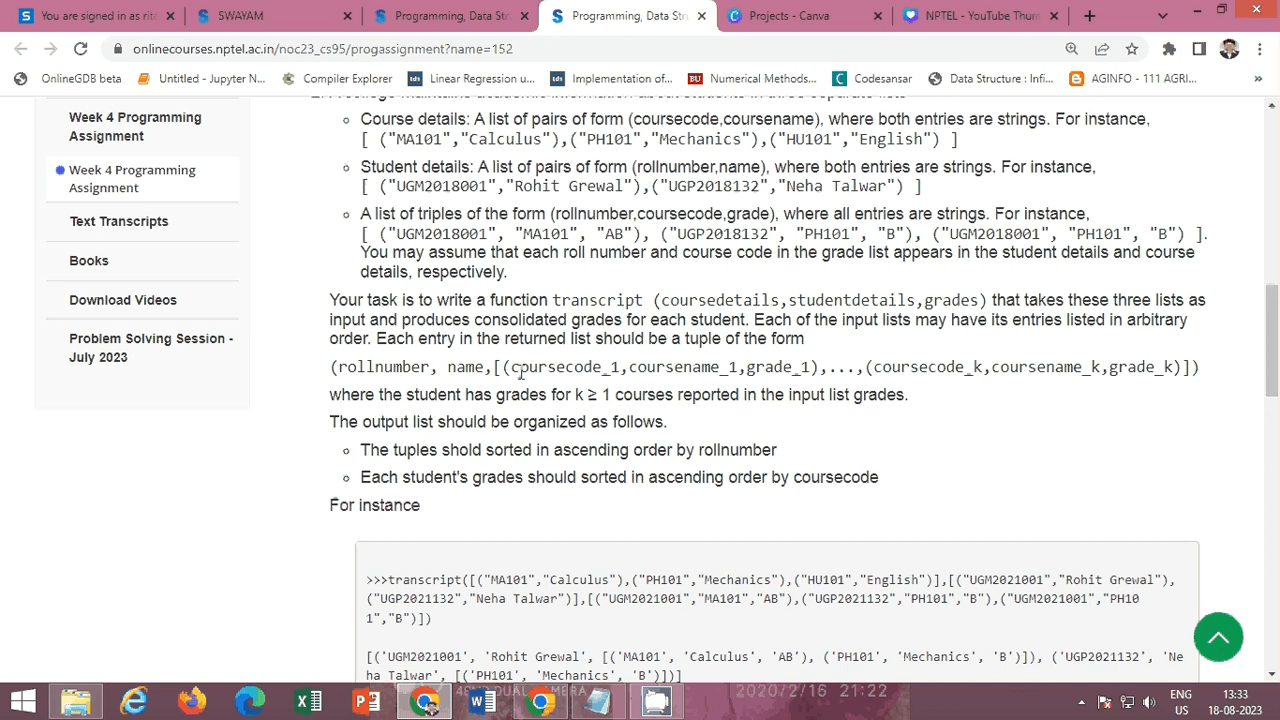 You are signed as rit
SWAYAM
Programming, Data Str
Programming, Data Str
Projects - Canva
NPTEL - YouTube Thum
onlinecourses.nptel.ac.in/noc23_cs95/progassignment?name=152
OnlineGDB beta
Untitled - Jupyter N...
Compiler Explorer
Linear Regression u...
Implementation of...
Numerical Methods...
Codesansar
Data Structure : Infi...
AGINFO - 111 AGRI...
»
Week 4 Programming
Assignment
Week 4 Programming
Assignment
Text Transcripts
Books
Download Videos
Problem Solving Session -
July 2023
Course details: A list of pairs of form (coursecode,coursename), where both entries are strings. For instance,
[ ("MA101","Calculus"),("PH101","Mechanics"),("HU101","English") ]
Student details: A list of pairs of form (rollnumber,name), where both entries are strings. For instance,
[ ("UGM2018001","Rohit Grewal"),("UGP2018132","Neha Talwar") ]
A list of triples of the form (rollnumber,coursecode,grade), where all entries are strings. For instance,
[ ("UGM2018001", "MA101", "AB"), ("UGP2018132", "PH101", "B"), ("UGM2018001", "PH101", "B") ].
You may assume that each roll number and course code in the grade list appears in the student details and course
details, respectively.
Your task is to write a function transcript (coursedetails,studentdetails,grades) that takes these three lists as
input and produces consolidated grades for each student. Each of the input lists may have its entries listed in arbitrary
order. Each entry in the returned list should be a tuple of the form
(rollnumber, name,[(coursecode_1,coursename_1,grade_1),...,(coursecode_k,coursename_k,grade_k)])
where the student has grades for k ≥ 1 courses reported in the input list grades.
The output list should be organized as follows.
The tuples shold sorted in ascending order by rollnumber
Each student's grades should sorted in ascending order by coursecode
For instance
>>>transcript([("MA101","Calculus"),("PH101","Mechanics"),("HU101","English")],[("UGM2021001","Rohit Grewal"),
("UGP2021132","Neha Talwar")],[("UGM2021001","MA101","AB"),("UGP2021132","PH101","B"),("UGM2021001","PH10
1","B")])
[('UGM2021001', 'Rohit Grewal', [('MA101', 'Calculus', 'AB'), ('PH101', 'Mechanics', 'B')]), ('UGP2021132', 'Ne
ha Talwar', [('PH101', 'Mechanics', 'B')])]
2020/2/16 21:22
ENG
US
13:33
18-08-2023